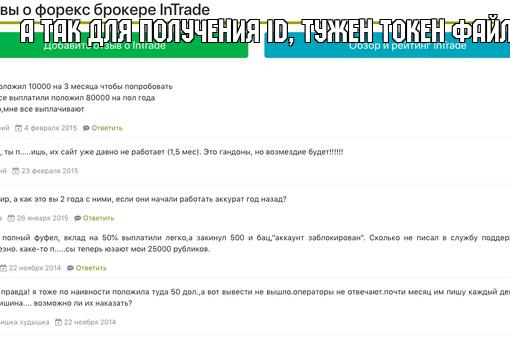 вы о форекс брокере InTrade
А ТАК ДЛЯ ПОЛУЧЕНИЯ ID, ТУЖЕН ТОКЕН ФАЙЛ
Добавить отзыв о InTrade
Обзор и рейтинг InTrade
оложил 10000 на 3 месяца чтобы попробовать
се выплатили положил 80000 на пол года
о,мне все выплачивают
рий 4 февраля 2015 Ответить
, ты п.....ишь, их сайт уже давно не работает (1,5 мес). Это гандоны, но возмездие будет!!!!!!
ий 23 февраля 2015
ир, а как это вы 2 года с ними, если они начали работать аккурат год назад?
а 26 января 2015 Ответить
полный фуфел, вклад на 50% выплатили легко,а закинул 500 и бац,"аккаунт заблокирован". Сколько не писал в службу поддер
езно. каке-то п.....сы теперь юзают мои 25000 рубликов.
22 ноября 2014 Ответить
правда! я тоже по наивности положила туда 50 дол.,а вот вывести не вышло.операторы не отвечают.почти месяц им пишу каждый де
ишина.... возможно ли их наказать?
ишка худышка 22 ноября 2014